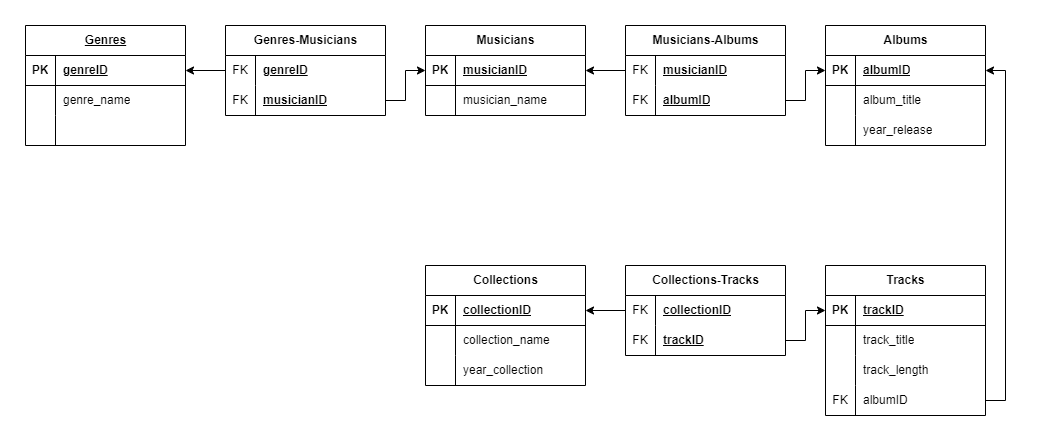 Genres
PK genreID
genre_name
Genres-Musicians
FK genreID
FK musicianID
Musicians
PK musicianID
musician_name
Musicians-Albums
FK musicianID
FK albumID
Albums
PK albumID
album_title
year_release
Collections
PK collectionID
collection_name
year_collection
Collections-Tracks
FK collectionID
FK trackID
Tracks
PK trackID
track_title
track_length
FK albumID